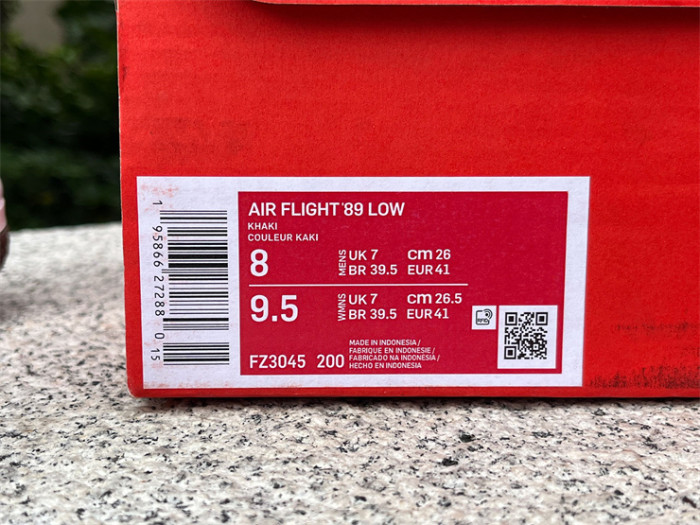 AIR FLIGHT '89 LOW
KHAKI
COULEUR KAKI
8 MENS UK 7 cm 26
BR 39.5 EUR 41
9.5 WMNS UK 7 cm 26.5
BR 39.5 EUR 41
FZ3045 200
MADE IN INDONESIA/
FABRIQUE EN INDONESIE/
FABRICADO NA INDONESIA/
HECHO EN INDONESIA
1 95866 27288 0 15